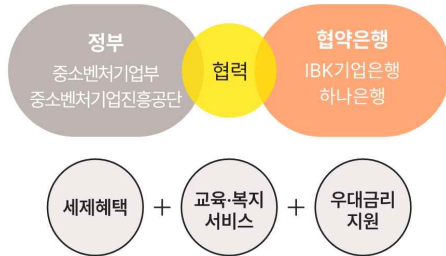 정부
중소벤처기업부
중소벤처기업진흥공단
협력
협약은행
IBK기업은행
하나은행
세제혜택
+
교육·복지
서비스
+
우대금리
지원